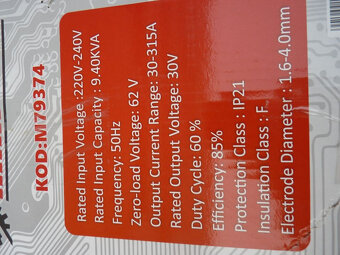 KOD:M79374
Rated Input Voltage :220V-240V
Rated Input Capacity : 9.40KVA
Frequency: 50Hz
Zero-load Voltage: 62 V
Output Current Range: 30-315A
Rated Output Voltage: 30V
Duty Cycle: 60 %
Efficiency: 85%
Protection Class : IP21
Insulation Class : F
Electrode Diameter : 1.6-4.0mm